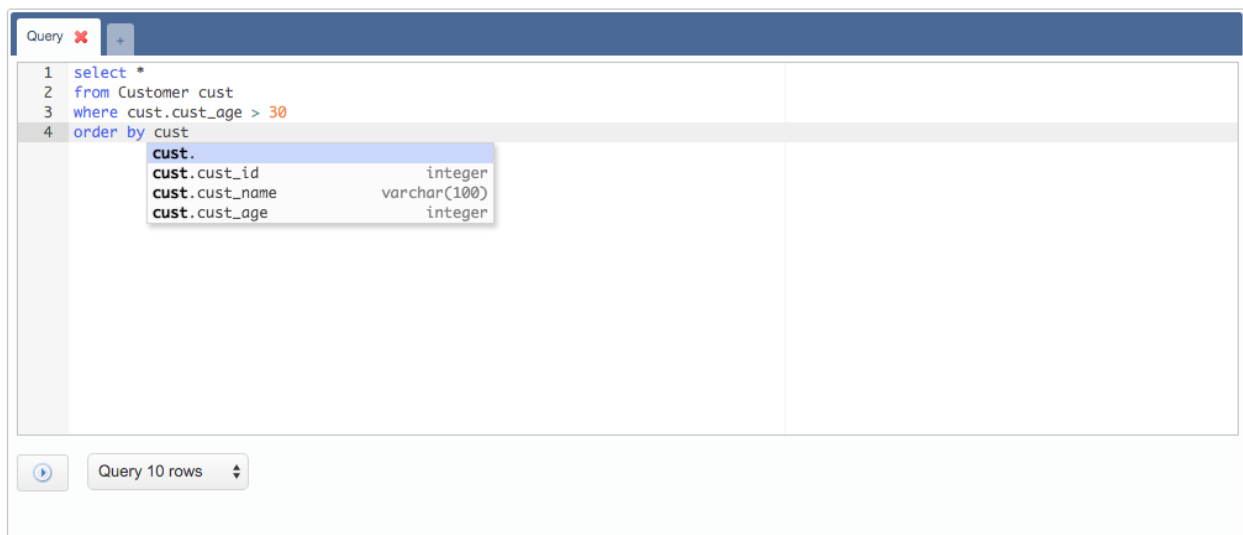 Query
+
1 select *
2 from Customer cust
3 where cust.cust_age > 30
4 order by cust
cust.
cust.cust_id integer
cust.cust_name varchar(100)
cust.cust_age integer
Query 10 rows